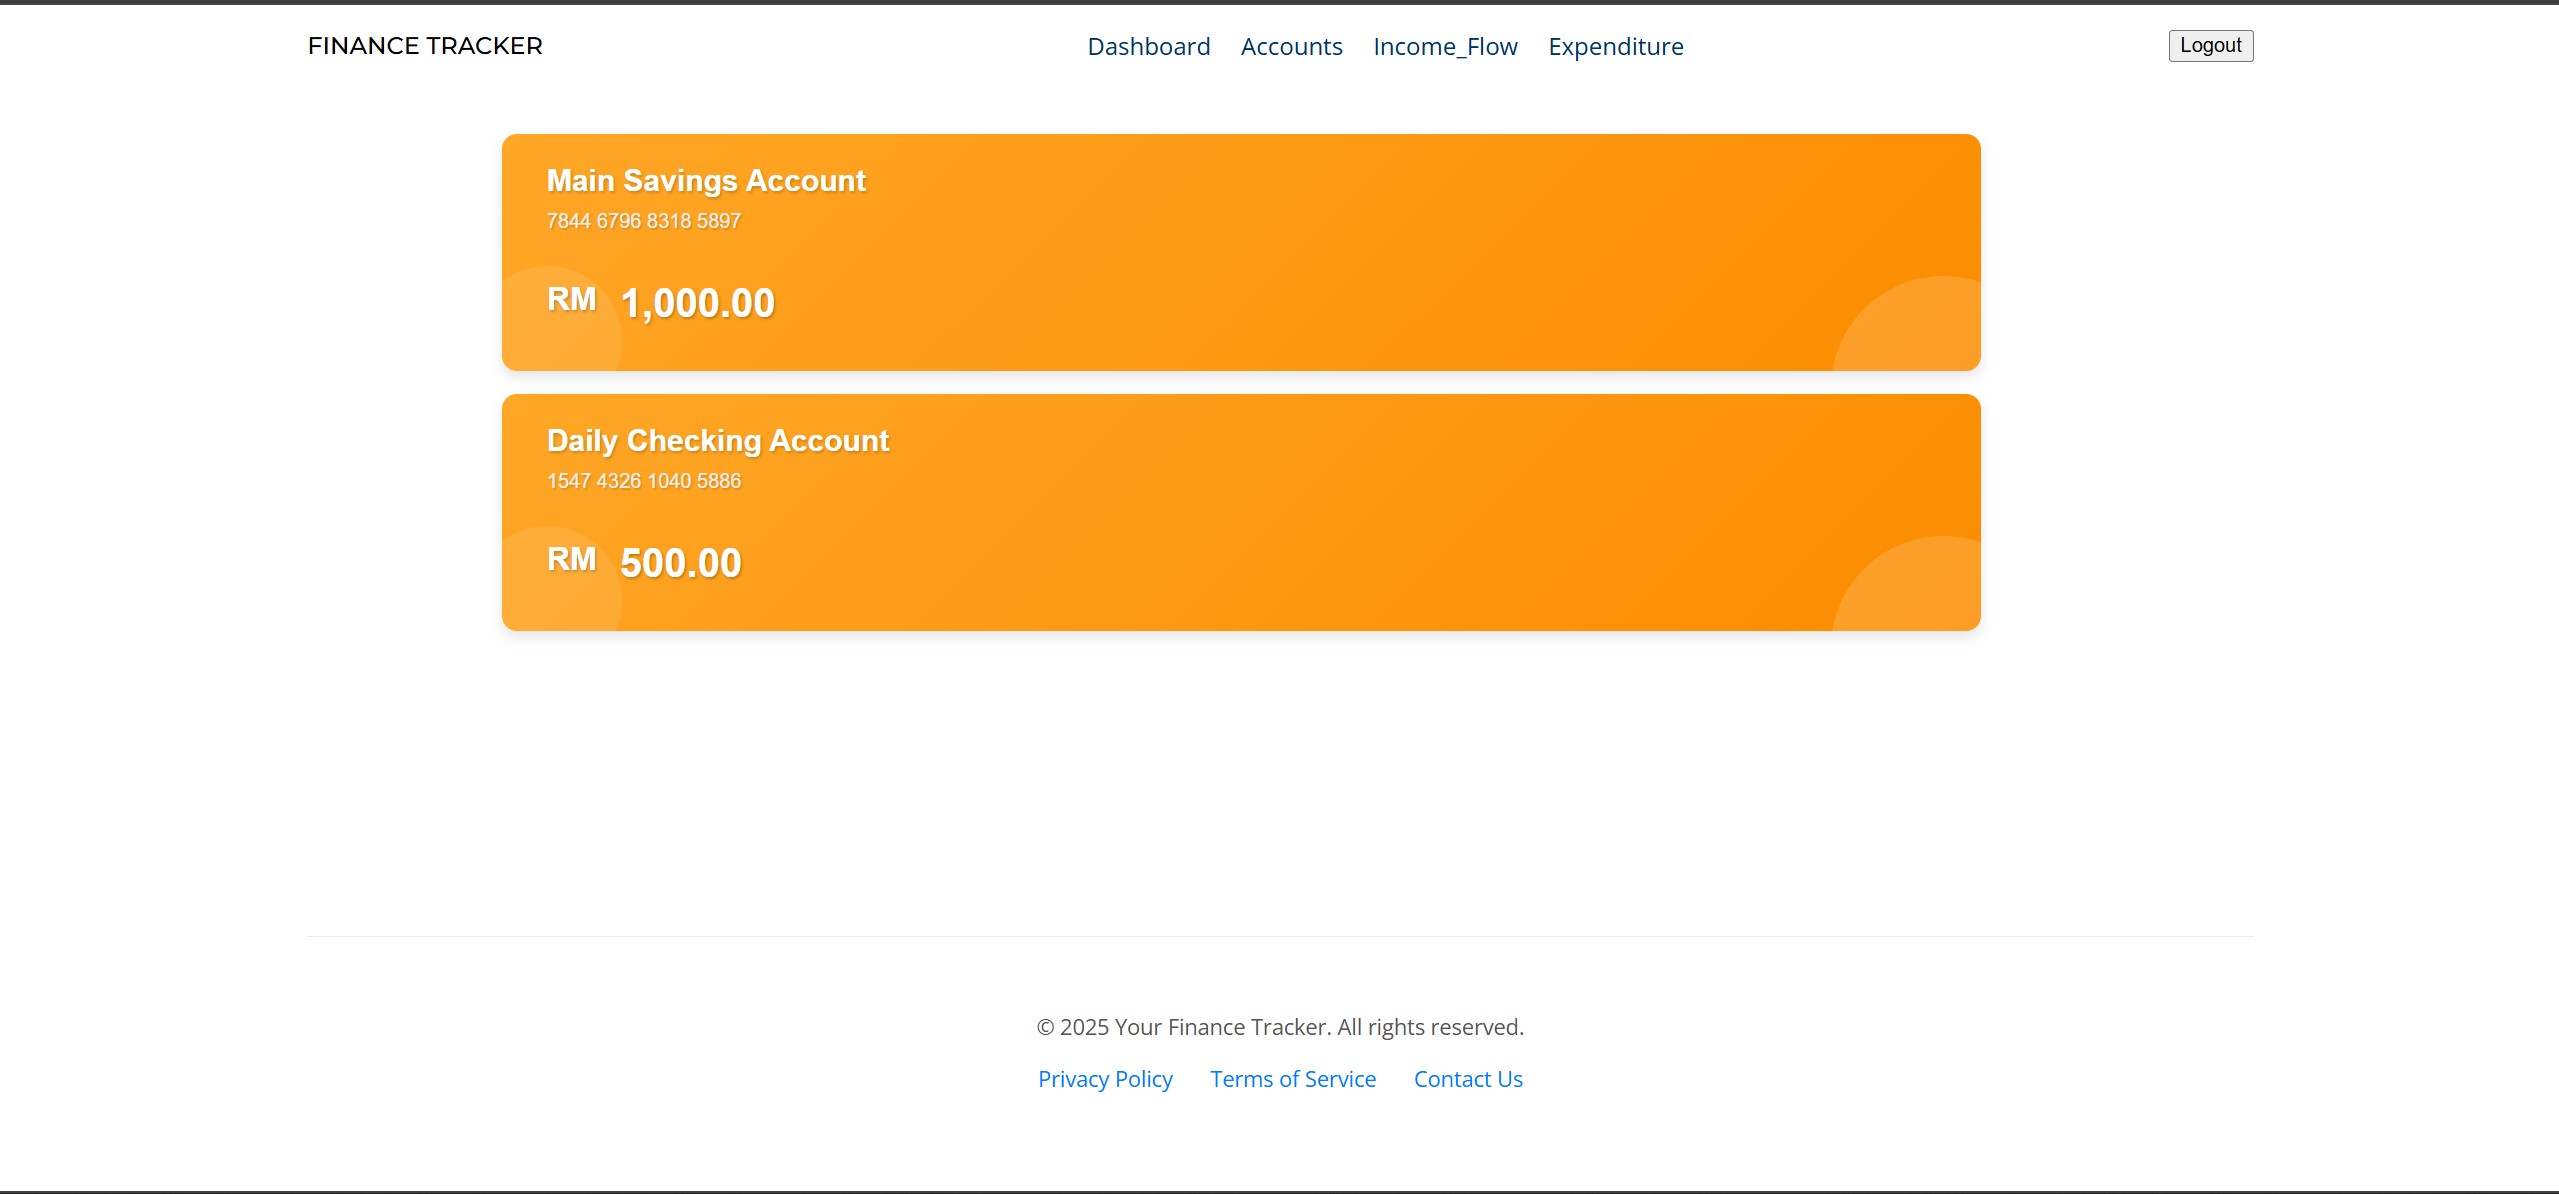 FINANCE TRACKER
Dashboard Accounts Income_Flow Expenditure
Logout
Main Savings Account
7844 6796 8318 5897
RM 1,000.00
Daily Checking Account
1547 4326 1040 5886
RM 500.00
© 2025 Your Finance Tracker. All rights reserved.
Privacy Policy Terms of Service Contact Us